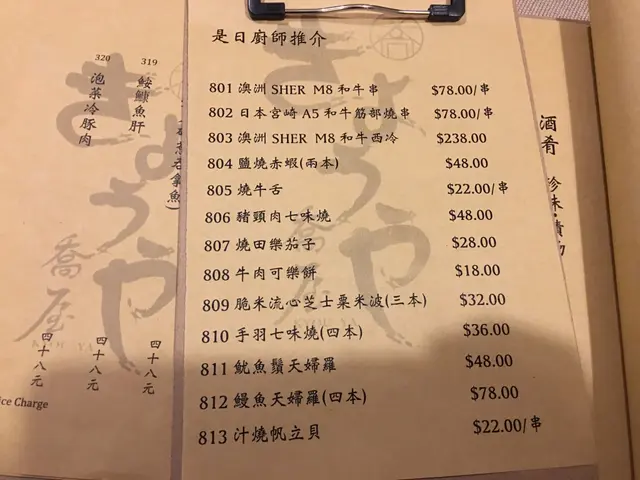 是日廚師推介
801 澳洲 SHER M8 和牛串 $78.00/串
802 日本宮崎 A5 和牛筋部燒串 $78.00/串
803 澳洲 SHER M8 和牛西冷 $238.00
804 鹽燒赤蝦(兩本) $48.00
805 燒牛舌 $22.00/串
806 豬頸肉七味燒 $48.00
807 燒田樂茄子 $28.00
808 牛肉可樂餅 $18.00
809 脆米流心芝士粟米波(三本) $32.00
810 手羽七味燒(四本) $36.00
811 魷魚鬚天婦羅 $48.00
812 鰻魚天婦羅(四本) $78.00
813 汁燒帆立貝 $22.00/串
319
鮟鱇魚肝
四十八元
320
泡菜冷豚肉
四十八元
四十八元
喬屋
ice Charge
酒肴
珍味